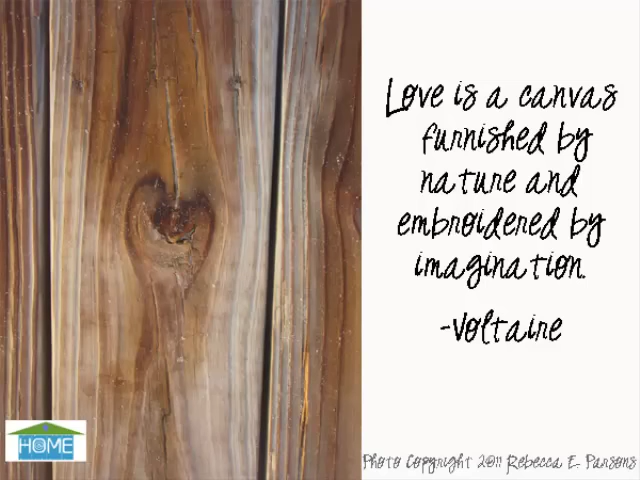 Love is a canvas
furnished by
nature and
embroidered by
imagination.
-Voltaire
HOME
Photo Copyright 2011 Rebecca E. Parsons